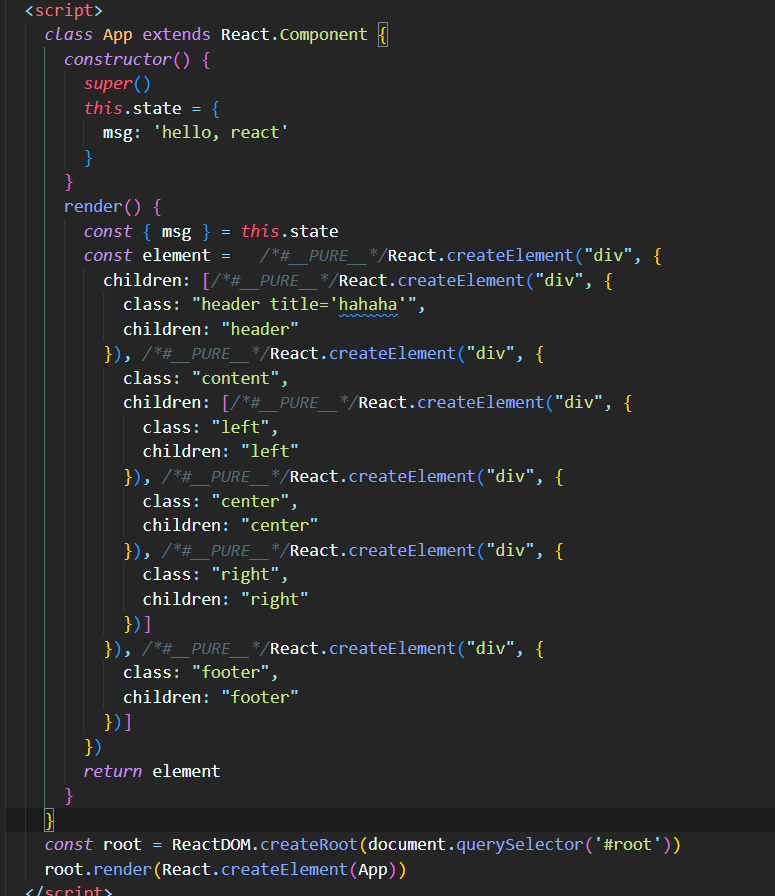 <script>
class App extends React.Component {
constructor() {
super()
this.state = {
msg: 'hello, react'
}
}
render() {
const { msg } = this.state
const element =   /*#__PURE__*/React.createElement("div", {
children: [/*#__PURE__*/React.createElement("div", {
class: "header title='hahaha'",
children: "header"
}), /*#__PURE__*/React.createElement("div", {
class: "content",
children: [/*#__PURE__*/React.createElement("div", {
class: "left",
children: "left"
}), /*#__PURE__*/React.createElement("div", {
class: "center",
children: "center"
}), /*#__PURE__*/React.createElement("div", {
class: "right",
children: "right"
})]
}), /*#__PURE__*/React.createElement("div", {
class: "footer",
children: "footer"
})]
})
return element
}
}
const root = ReactDOM.createRoot(document.querySelector('#root'))
root.render(React.createElement(App))
</script>